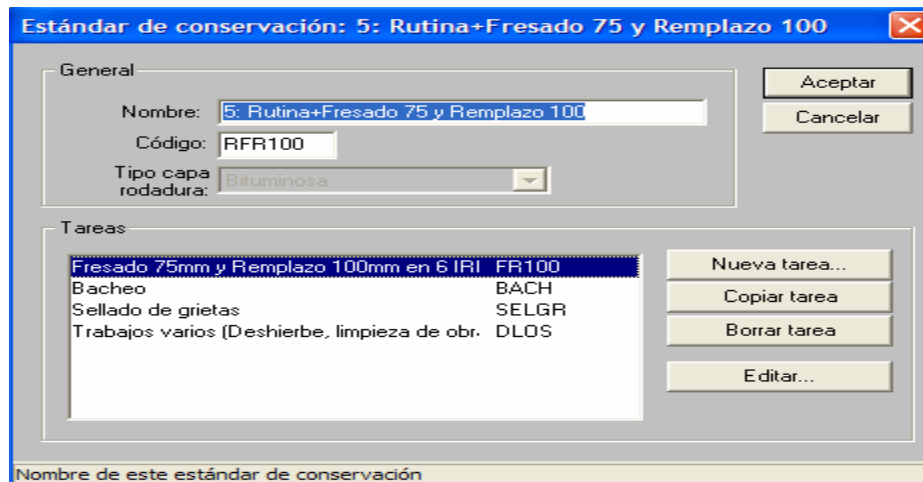 Estándar de conservación: 5: Rutina+Fresado 75 y Remplazo 100
General
Nombre: 5: Rutina+Fresado 75 y Remplazo 100
Aceptar
Código: RFR100
Cancelar
Tipo capa rodadura: Bituminosa
Tareas
Fresado 75mm y Remplazo 100mm en 6 IRI FR100
Nueva tarea...
Bacheo BACH
Copiar tarea
Sellado de grietas SELGR
Trabajos varios (Deshierbe, limpieza de obr. DLOS
Borrar tarea
Editar...
Nombre de este estándar de conservación